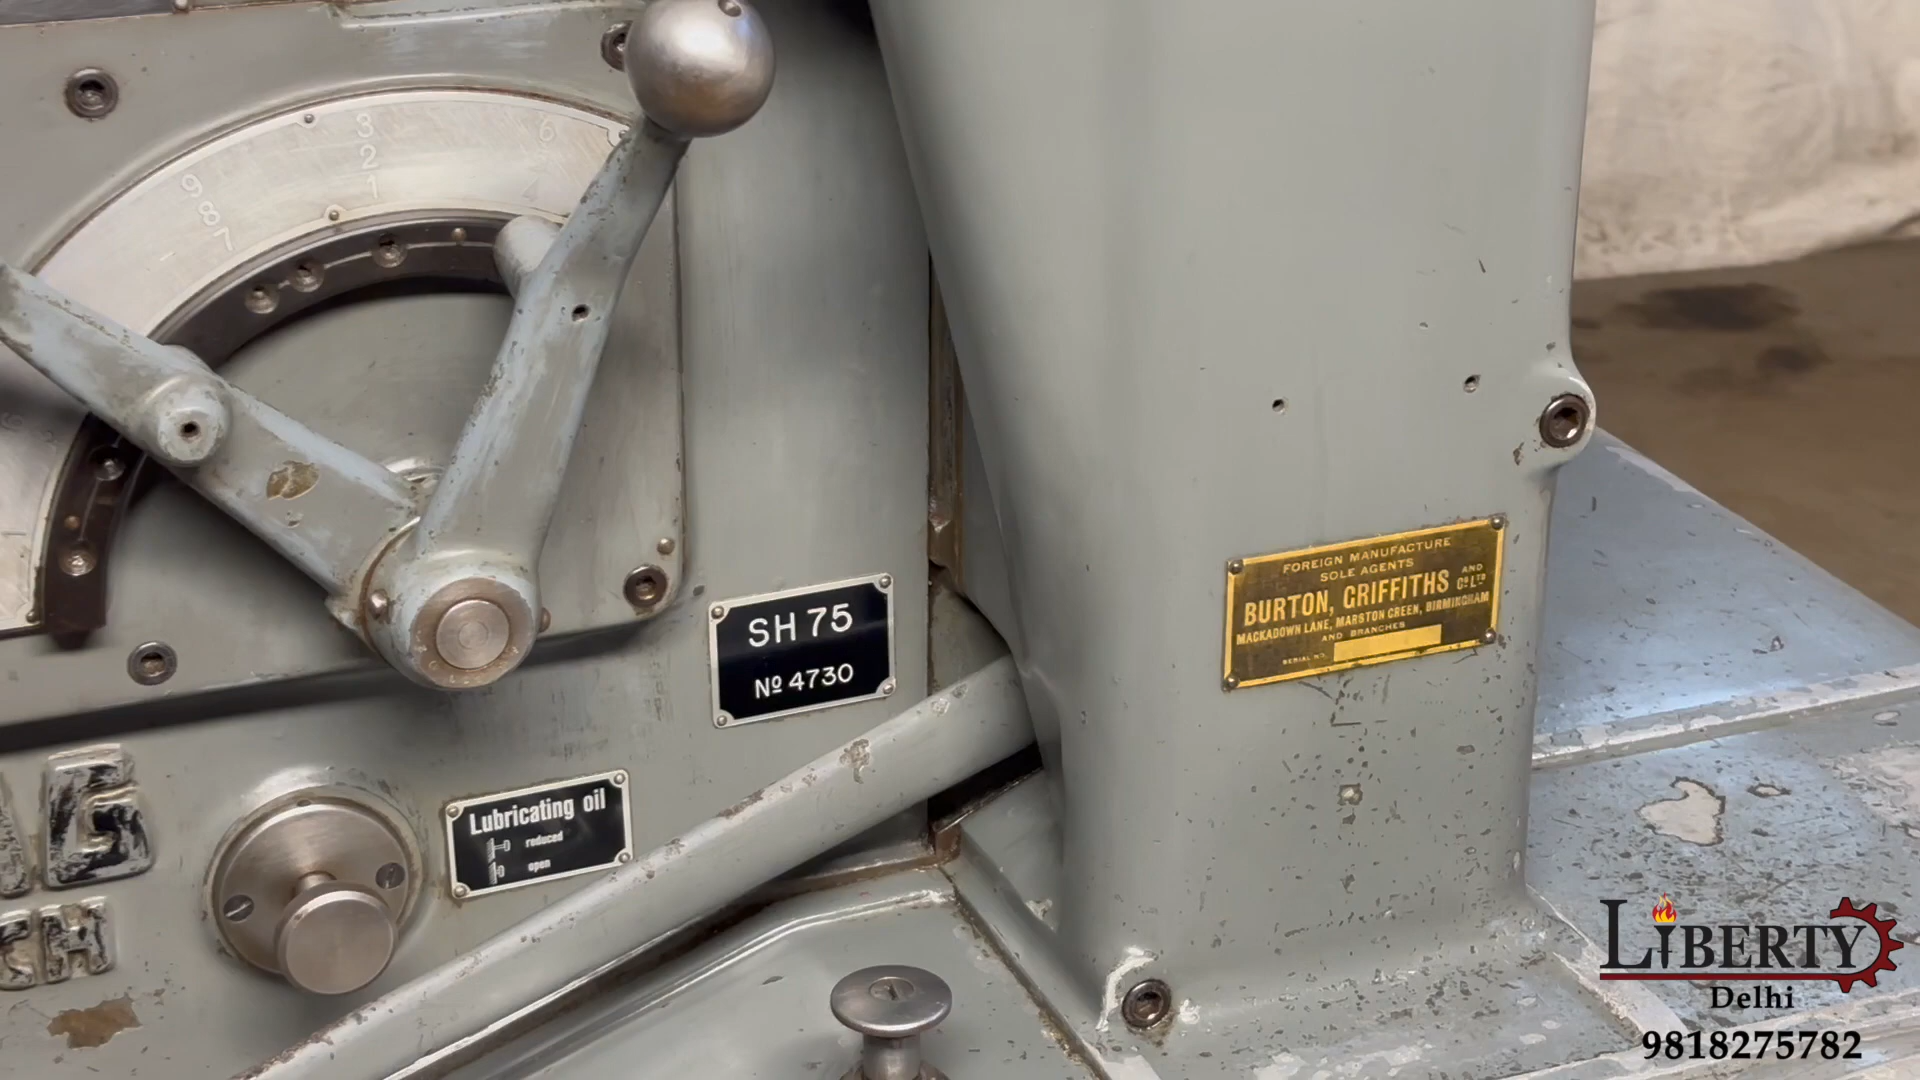 3
2
1
6
4
9
8
7
SH 75
Nº 4730
Lubricating oil
reduced
open
FOREIGN MANUFACTURE
SOLE AGENTS
BURTON, GRIFFITHS AND Cº. LTD
MACKADOWN LANE, MARSTON GREEN, BIRMINGHAM
AND BRANCHES
SERIAL NO.
LIBERTY
Delhi
9818275782